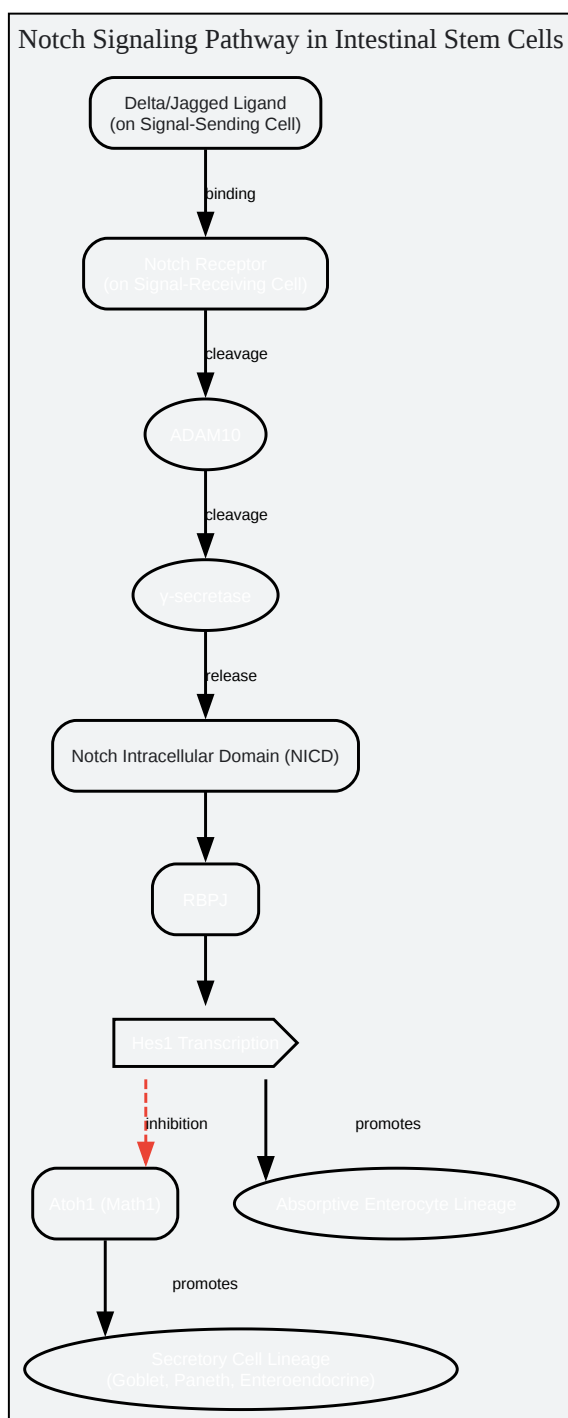 Notch Signaling Pathway in Intestinal Stem Cells
Delta/Jagged Ligand
(on Signal-Sending Cell)
binding
Notch Receptor
(on Signal-Receiving Cell)
cleavage
ADAM10
cleavage
γ-secretase
release
Notch Intracellular Domain (NICD)
RBPJ
Hes1 Transcription
inhibition
promotes
Atoh1 (Math1)
Absorptive Enterocyte Lineage
promotes
Secretory Cell Lineage
(Goblet, Paneth, Enteroendocrine)